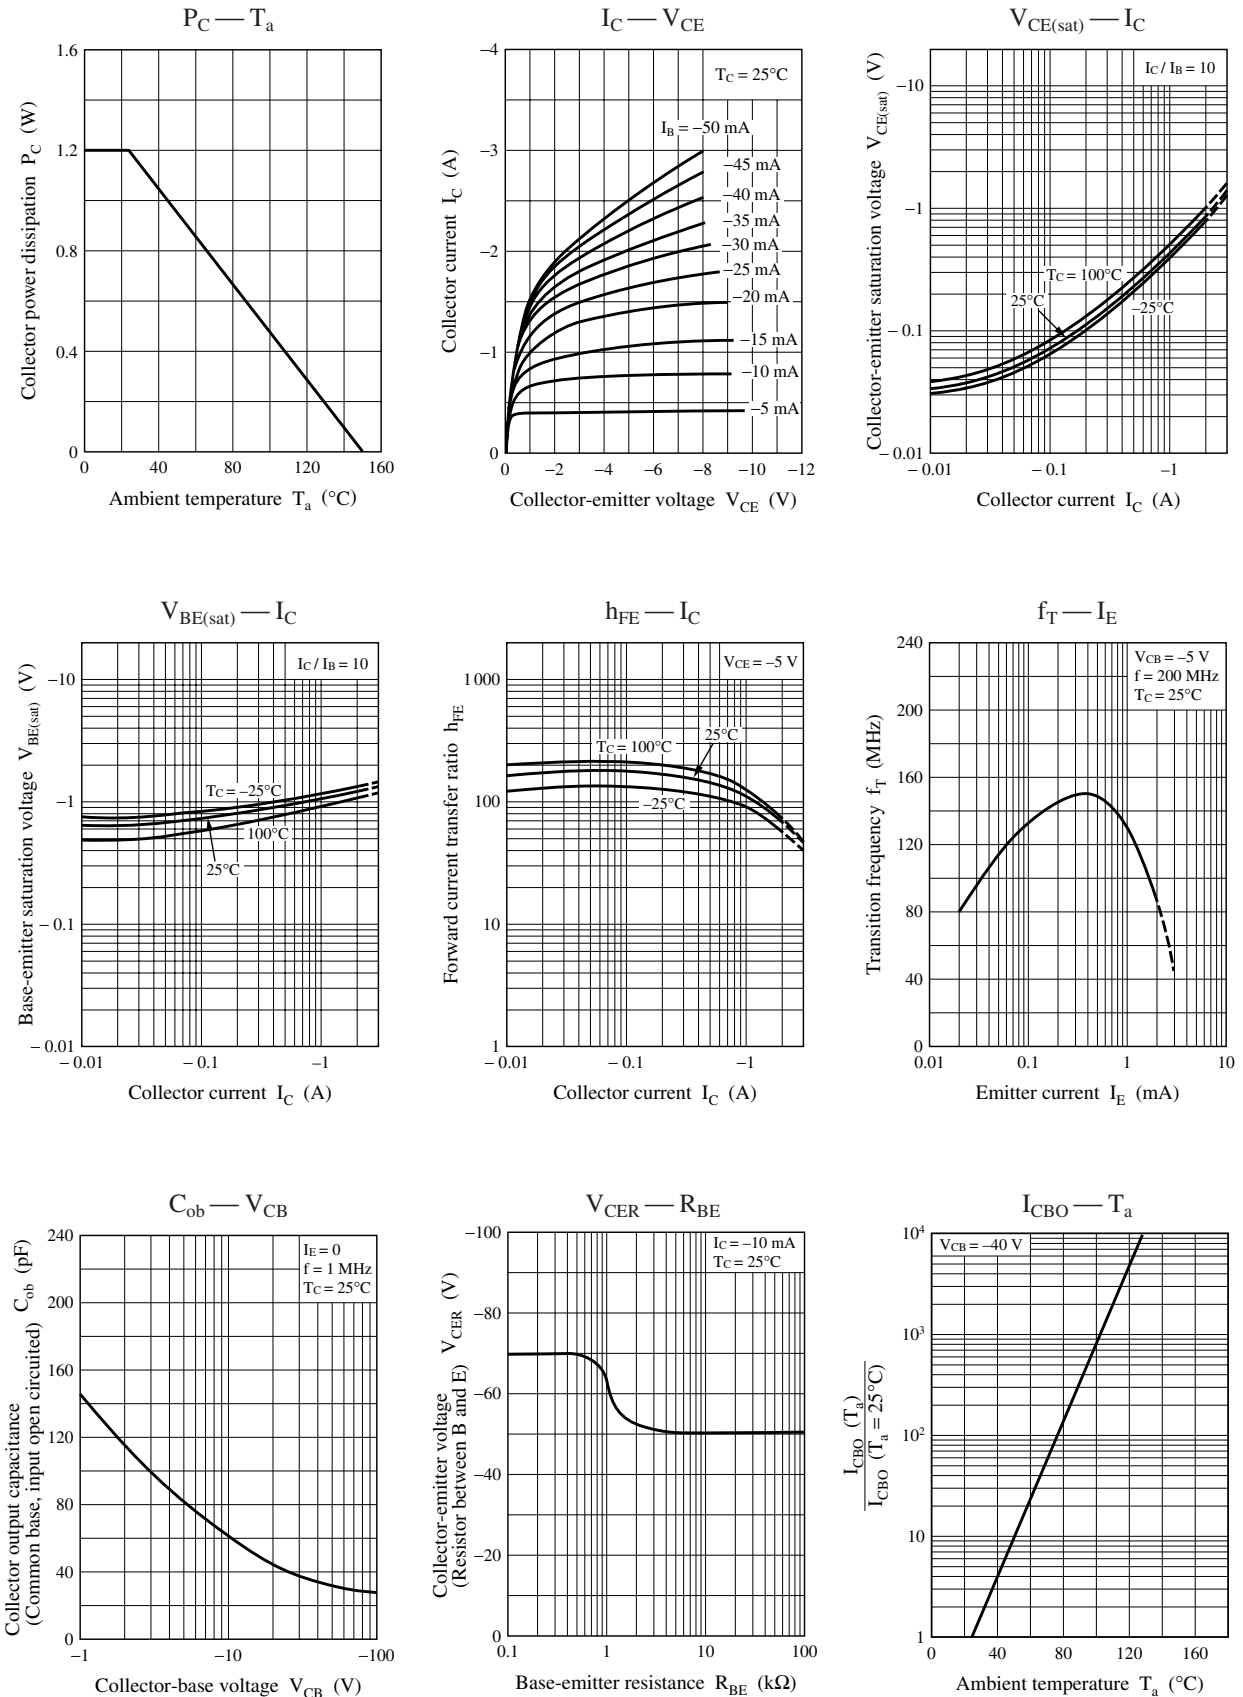 P_C — T_a
1.6
1.2
0.8
0.4
0
0 40 80 120 160
Collector power dissipation P_C (W)
Ambient temperature T_a (°C)
I_C — V_CE
T_C = 25°C
I_B = −50 mA
−45 mA
−40 mA
−35 mA
−30 mA
−25 mA
−20 mA
−15 mA
−10 mA
−5 mA
−4
−3
−2
−1
0
0 −2 −4 −6 −8 −10 −12
Collector current I_C (A)
Collector-emitter voltage V_CE (V)
V_CE(sat) — I_C
I_C / I_B = 10
T_C = 100°C
25°C
−25°C
−10
−1
−0.1
−0.01
−0.01 −0.1 −1
Collector-emitter saturation voltage V_CE(sat) (V)
Collector current I_C (A)
V_BE(sat) — I_C
I_C / I_B = 10
T_C = −25°C
100°C
25°C
−10
−1
−0.1
−0.01
−0.01 −0.1 −1
Base-emitter saturation voltage V_BE(sat) (V)
Collector current I_C (A)
h_FE — I_C
V_CE = −5 V
T_C = 100°C
25°C
−25°C
1 000
100
10
1
−0.01 −0.1 −1
Forward current transfer ratio h_FE
Collector current I_C (A)
f_T — I_E
V_CB = −5 V
f = 200 MHz
T_C = 25°C
240
200
160
120
80
40
0
0.01 0.1 1 10
Transition frequency f_T (MHz)
Emitter current I_E (mA)
C_ob — V_CB
I_E = 0
f = 1 MHz
T_C = 25°C
240
200
160
120
80
40
0
−1 −10 −100
Collector output capacitance
(Common base, input open circuited) C_ob (pF)
Collector-base voltage V_CB (V)
V_CER — R_BE
I_C = −10 mA
T_C = 25°C
−100
−80
−60
−40
−20
0
0.1 1 10 100
Collector-emitter voltage
(Resistor between B and E) V_CER (V)
Base-emitter resistance R_BE (kΩ)
I_CBO — T_a
V_CB = −40 V
10⁴
10³
10²
10
1
0 40 80 120 160
I_CBO (T_a)
I_CBO (T_a = 25°C)
Ambient temperature T_a (°C)